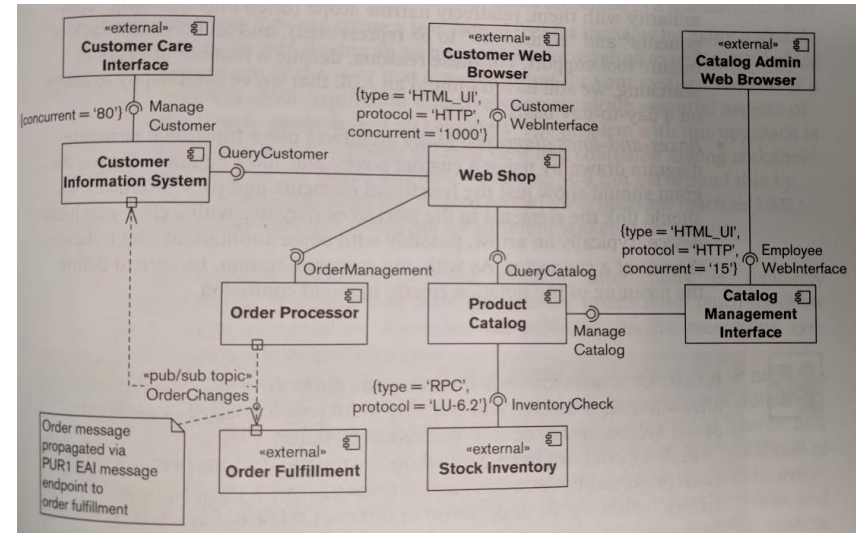 «external»
Customer Care
Interface
«external»
Customer Web
Browser
«external»
Catalog Admin
Web Browser
{concurrent = '80'}
Manage
Customer
{type = 'HTML_UI',
protocol = 'HTTP',
concurrent = '1000'}
Customer
WebInterface
Customer
Information System
QueryCustomer
Web Shop
{type = 'HTML_UI',
protocol = 'HTTP',
concurrent = '15'}
Employee
WebInterface
OrderManagement
QueryCatalog
Order Processor
Product
Catalog
Catalog
Management
Interface
Manage
Catalog
«pub/sub topic»
OrderChanges
{type = 'RPC',
protocol = 'LU-6.2'}
InventoryCheck
Order message
propagated via
PUR1 EAI message
endpoint to
order fulfillment
«external»
Order Fulfillment
«external»
Stock Inventory